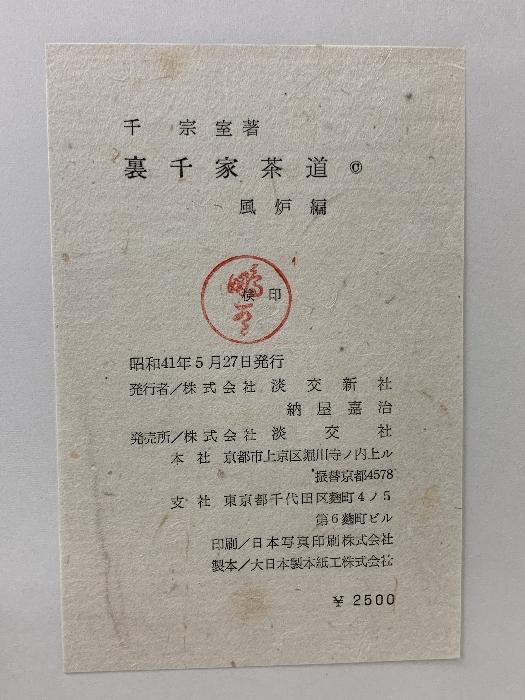 千宗室著
裏千家茶道 ©
風炉編
検印
昭和41年5月27日発行
発行者／株式会社 淡交新社
納屋嘉治
発売所／株式会社 淡交社
本社 京都市上京区堀川寺ノ内上ル
振替京都4578
支社 東京都千代田区麹町4ノ5
第6麹町ビル
印刷／日本写真印刷株式会社
製本／大日本製本紙工株式会社
¥ 2500